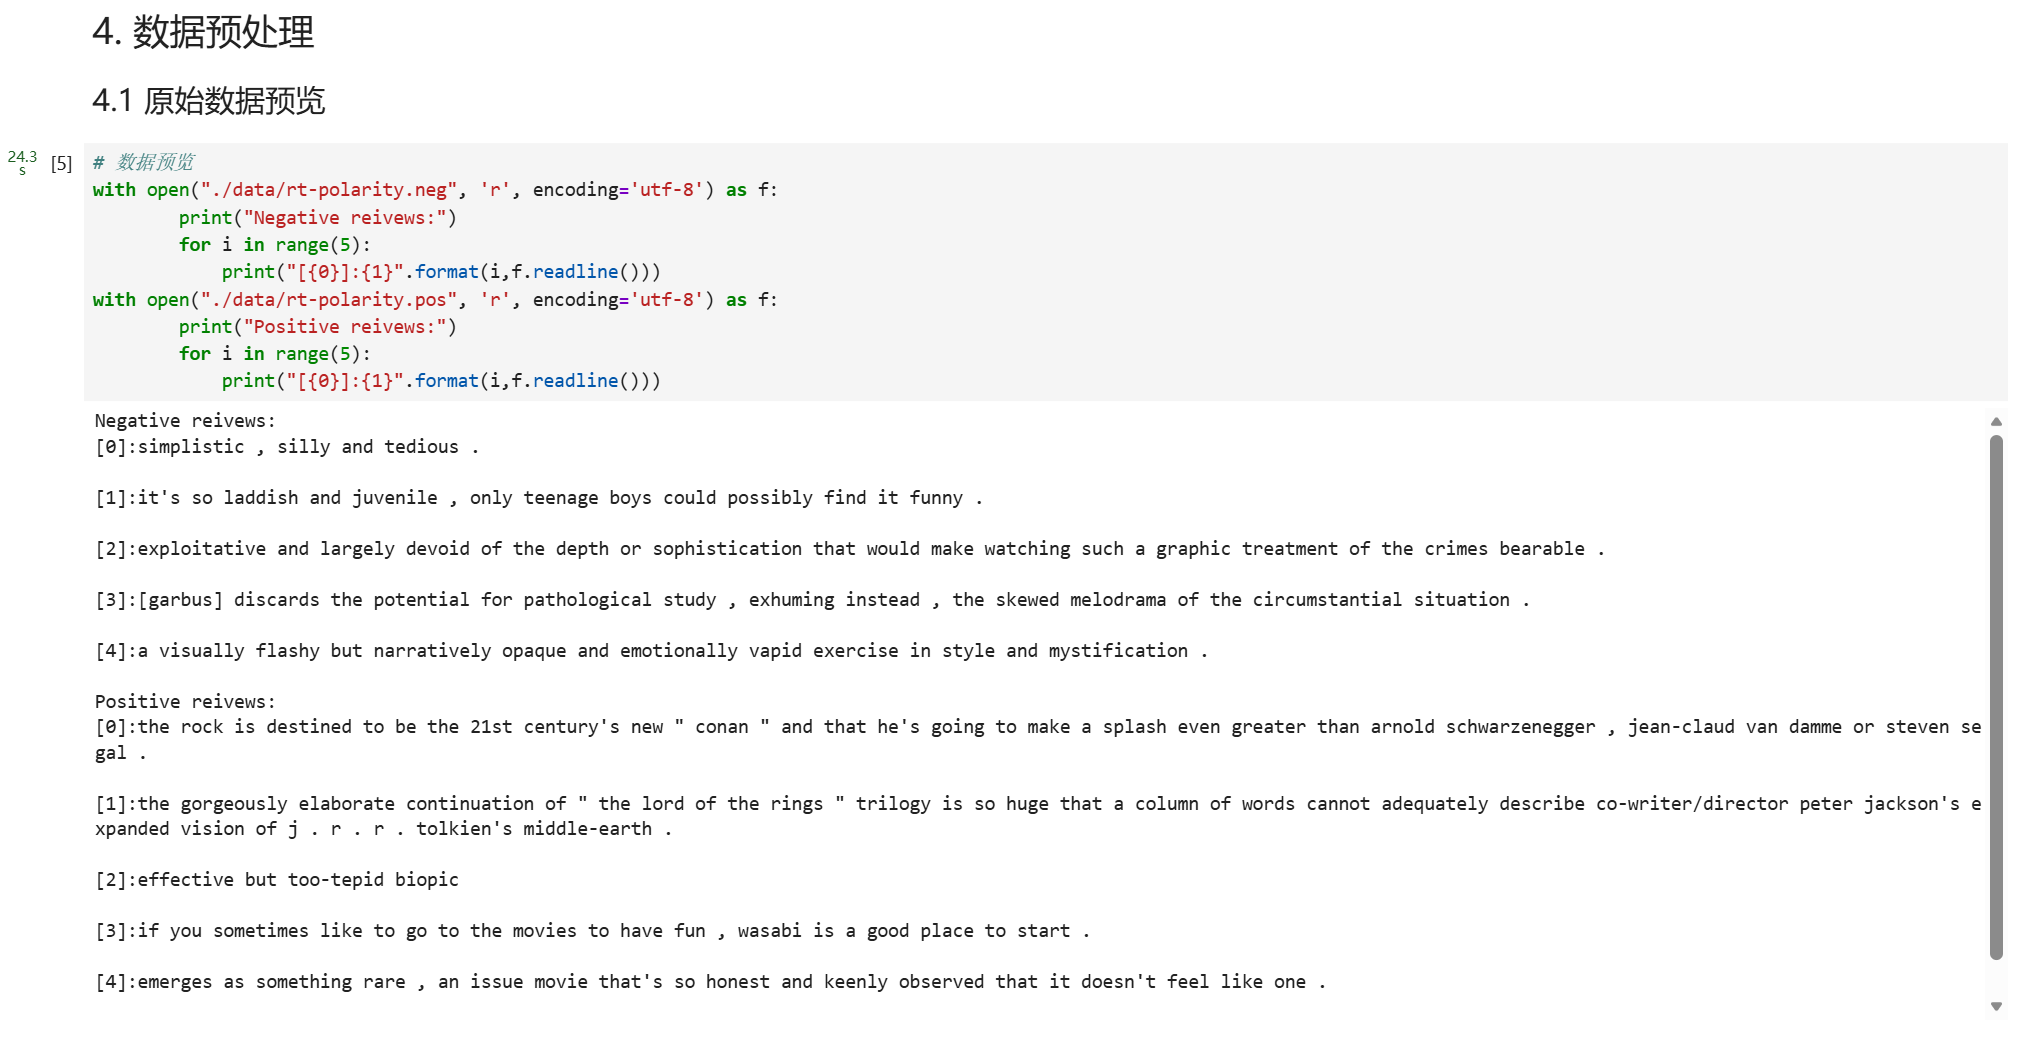 4. 数据预处理
4.1 原始数据预览
24.3
s
[5]
# 数据预览
with open("./data/rt-polarity.neg", 'r', encoding='utf-8') as f:
        print("Negative reivews:")
        for i in range(5):
            print("[{0}]:{1}".format(i,f.readline()))
with open("./data/rt-polarity.pos", 'r', encoding='utf-8') as f:
        print("Positive reivews:")
        for i in range(5):
            print("[{0}]:{1}".format(i,f.readline()))
Negative reivews:
[0]:simplistic , silly and tedious .
[1]:it's so laddish and juvenile , only teenage boys could possibly find it funny .
[2]:exploitative and largely devoid of the depth or sophistication that would make watching such a graphic treatment of the crimes bearable .
[3]:[garbus] discards the potential for pathological study , exhuming instead , the skewed melodrama of the circumstantial situation .
[4]:a visually flashy but narratively opaque and emotionally vapid exercise in style and mystification .
Positive reivews:
[0]:the rock is destined to be the 21st century's new " conan " and that he's going to make a splash even greater than arnold schwarzenegger , jean-claud van damme or steven se
gal .
[1]:the gorgeously elaborate continuation of " the lord of the rings " trilogy is so huge that a column of words cannot adequately describe co-writer/director peter jackson's e
xpanded vision of j . r . r . tolkien's middle-earth .
[2]:effective but too-tepid biopic
[3]:if you sometimes like to go to the movies to have fun , wasabi is a good place to start .
[4]:emerges as something rare , an issue movie that's so honest and keenly observed that it doesn't feel like one .